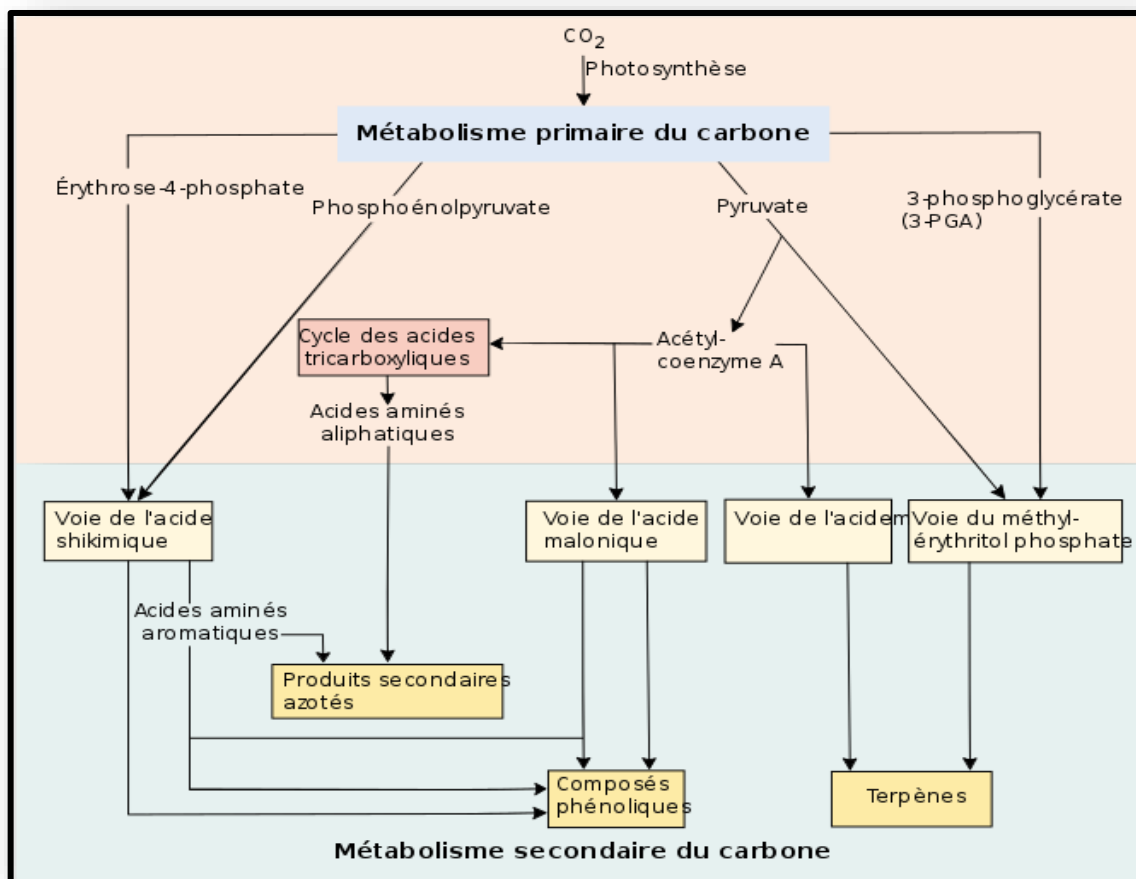 CO2
Photosynthèse
Métabolisme primaire du carbone
Érythrose-4-phosphate
Phosphoénolpyruvate
Pyruvate
3-phosphoglycérate
(3-PGA)
Cycle des acides
tricarboxyliques
Acétyl-
coenzyme A
Acides aminés
aliphatiques
Voie de l'acide
shikimique
Voie de l'acide
malonique
Voie de l'acidem
Voie du méthyl-
érythritol phosphate
Acides aminés
aromatiques
Produits secondaires
azotés
Composés
phénoliques
Terpènes
Métabolisme secondaire du carbone